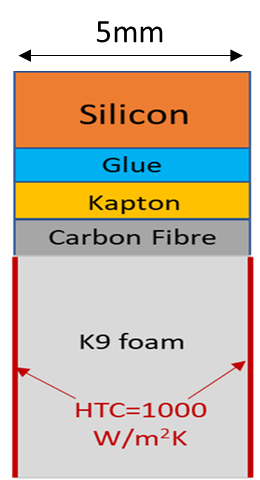 5mm
Silicon
Glue
Kapton
Carbon Fibre
K9 foam
HTC=1000
W/m²K